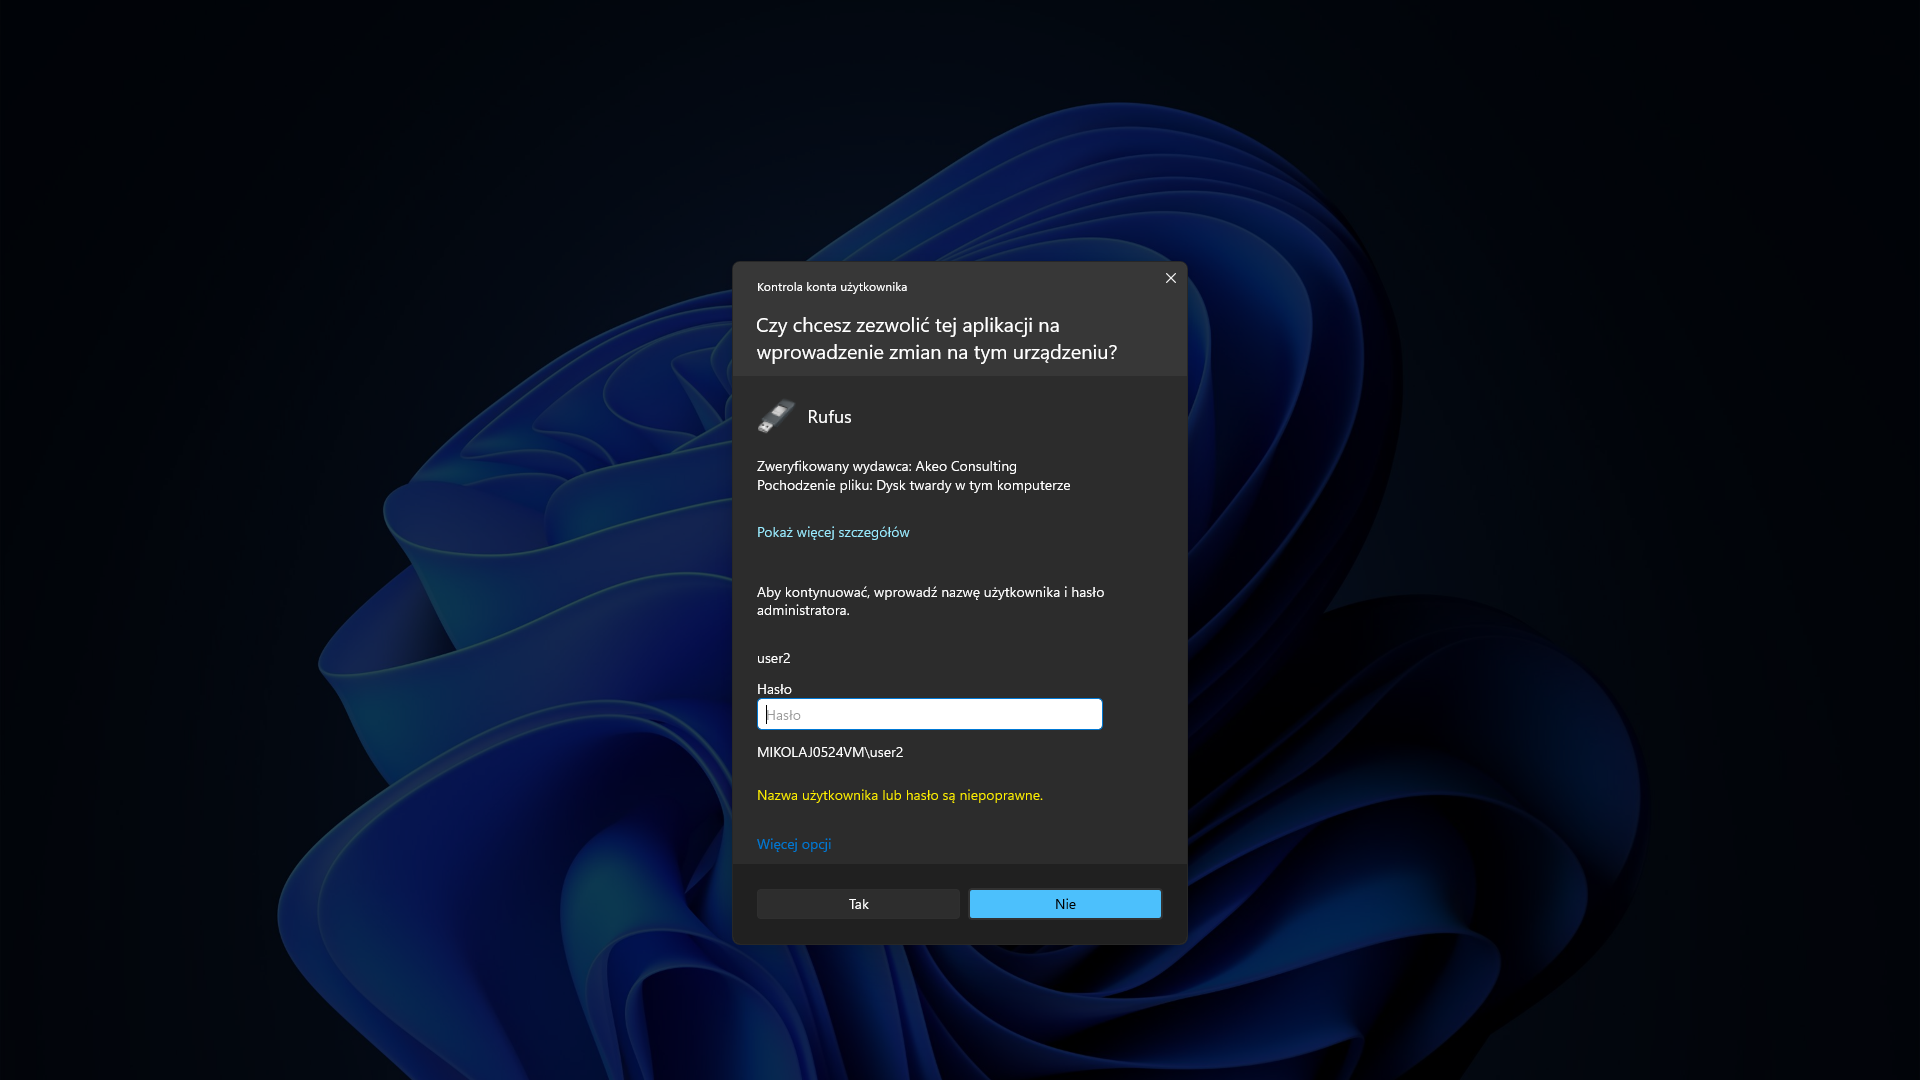 Kontrola konta użytkownika
Czy chcesz zezwolić tej aplikacji na
wprowadzenie zmian na tym urządzeniu?
Rufus
Zweryfikowany wydawca: Akeo Consulting
Pochodzenie pliku: Dysk twardy w tym komputerze
Pokaż więcej szczegółów
Aby kontynuować, wprowadź nazwę użytkownika i hasło
administratora.
user2
Hasło
Hasło
MIKOLAJ0524VM\user2
Nazwa użytkownika lub hasło są niepoprawne.
Więcej opcji
Tak
Nie